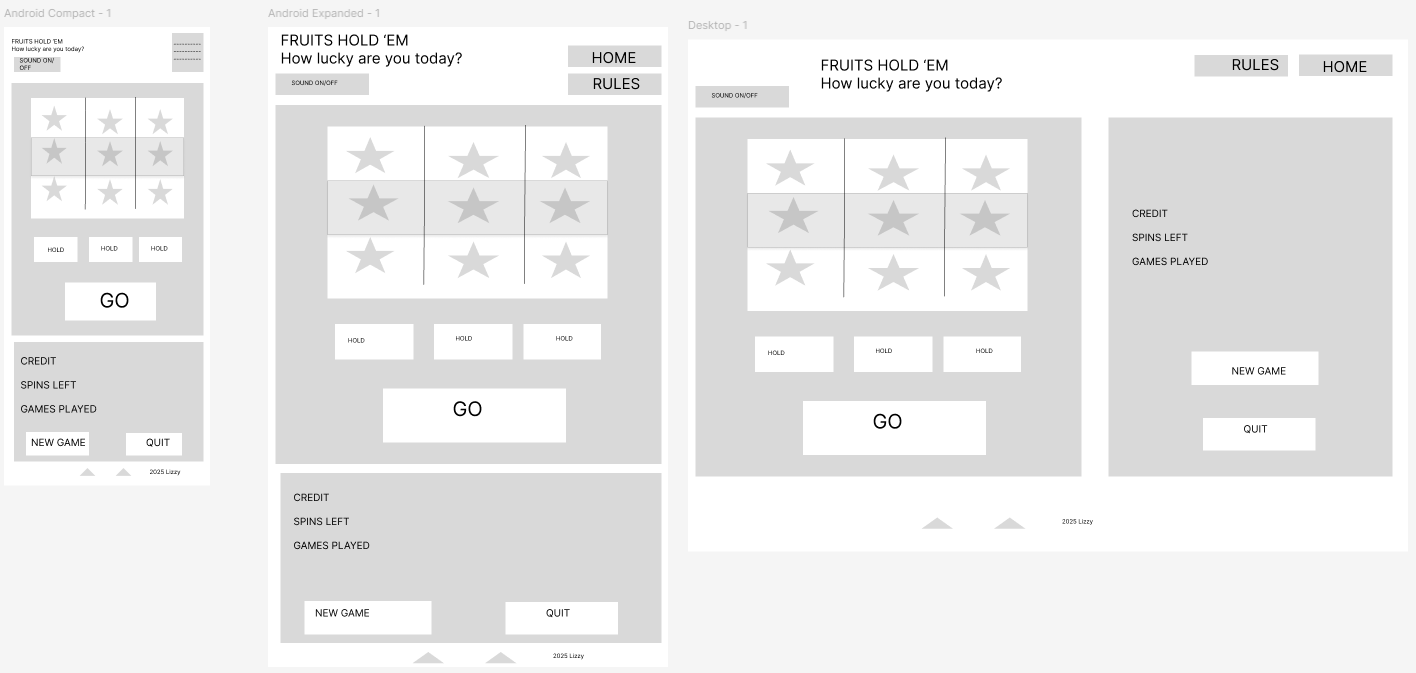 Android Compact - 1
FRUITS HOLD ‘EM
How lucky are you today?
SOUND ON/
OFF
----------
----------
----------
HOLD
HOLD
HOLD
GO
CREDIT
SPINS LEFT
GAMES PLAYED
NEW GAME
QUIT
2025 Lizzy
Android Expanded - 1
FRUITS HOLD ‘EM
How lucky are you today?
HOME
SOUND ON/OFF
RULES
HOLD
HOLD
HOLD
GO
CREDIT
SPINS LEFT
GAMES PLAYED
NEW GAME
QUIT
2025 Lizzy
Desktop - 1
FRUITS HOLD ‘EM
How lucky are you today?
RULES
HOME
SOUND ON/OFF
HOLD
HOLD
HOLD
GO
CREDIT
SPINS LEFT
GAMES PLAYED
NEW GAME
QUIT
2025 Lizzy